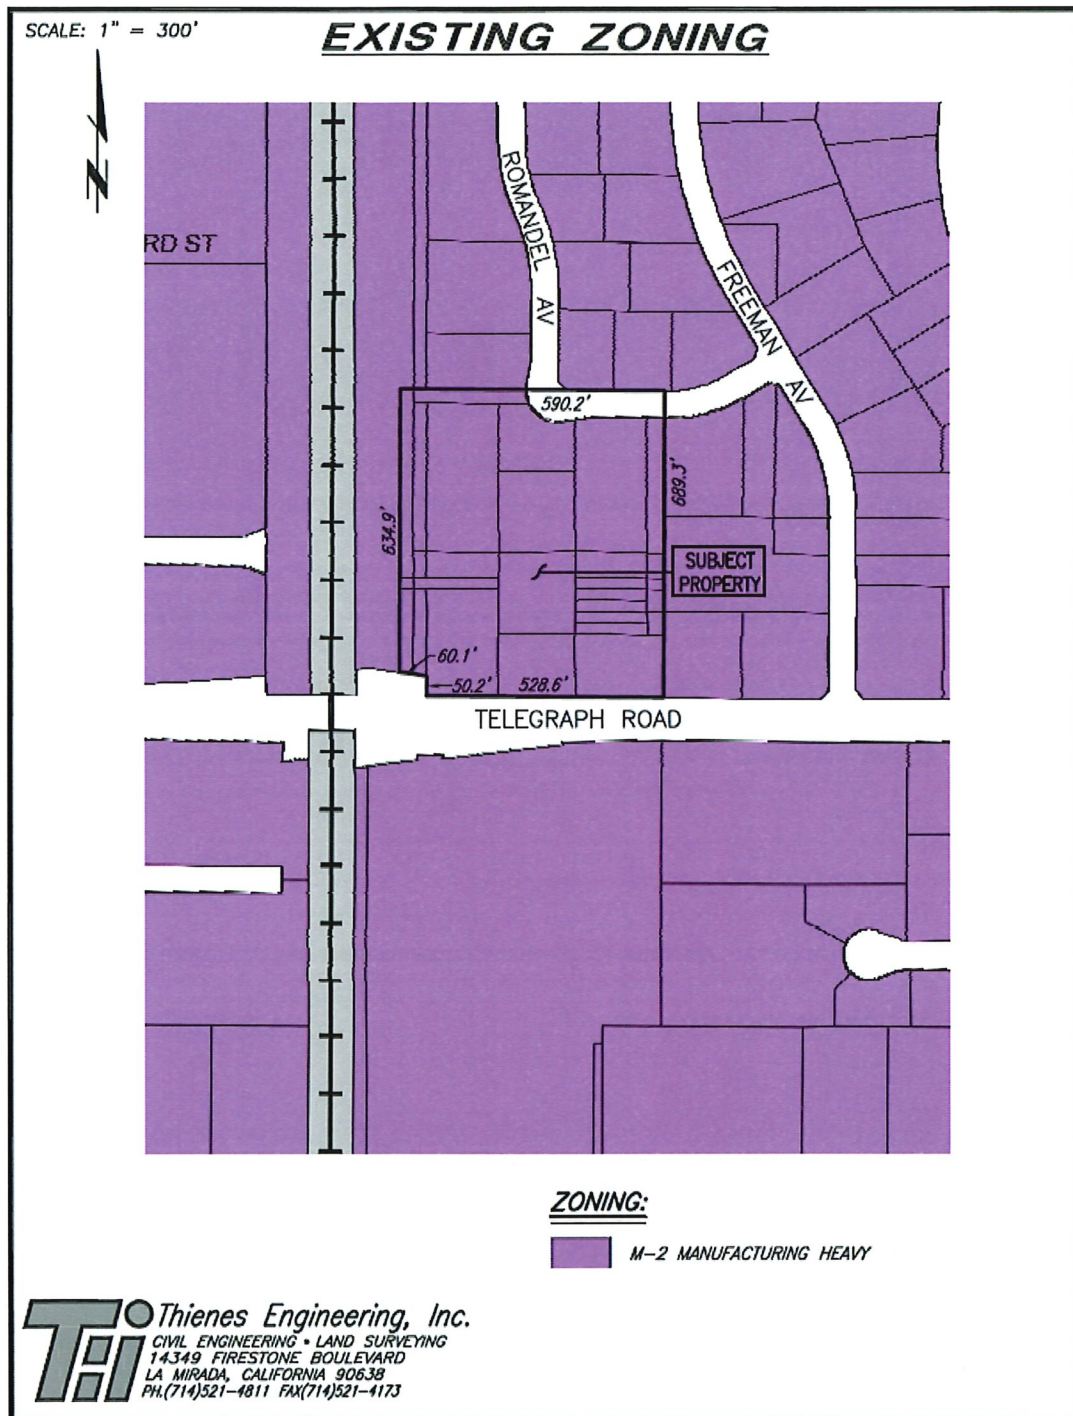 SCALE: 1" = 300'
EXISTING ZONING
N
RD ST
ROMANDEL AV
FREEMAN AV
590.2'
634.9'
689.3'
SUBJECT
PROPERTY
60.1'
50.2'
528.6'
TELEGRAPH ROAD
ZONING:
M-2 MANUFACTURING HEAVY
Thienes Engineering, Inc.
CIVIL ENGINEERING • LAND SURVEYING
14349 FIRESTONE BOULEVARD
LA MIRADA, CALIFORNIA 90638
PH.(714)521-4811 FAX(714)521-4173